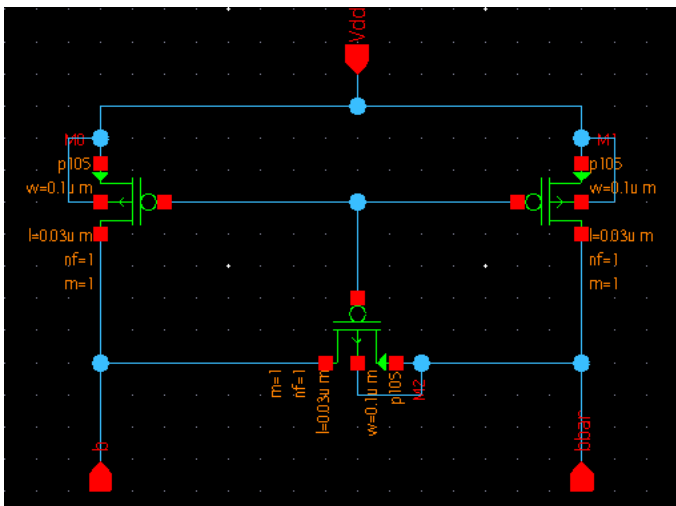 Vdd
M0
p105
w=0.1u m
l=0.03u m
nf=1
m=1
M1
p105
w=0.1u m
l=0.03u m
nf=1
m=1
M2
p105
w=0.1u m
l=0.03u m
nf=1
m=1
b
bbar